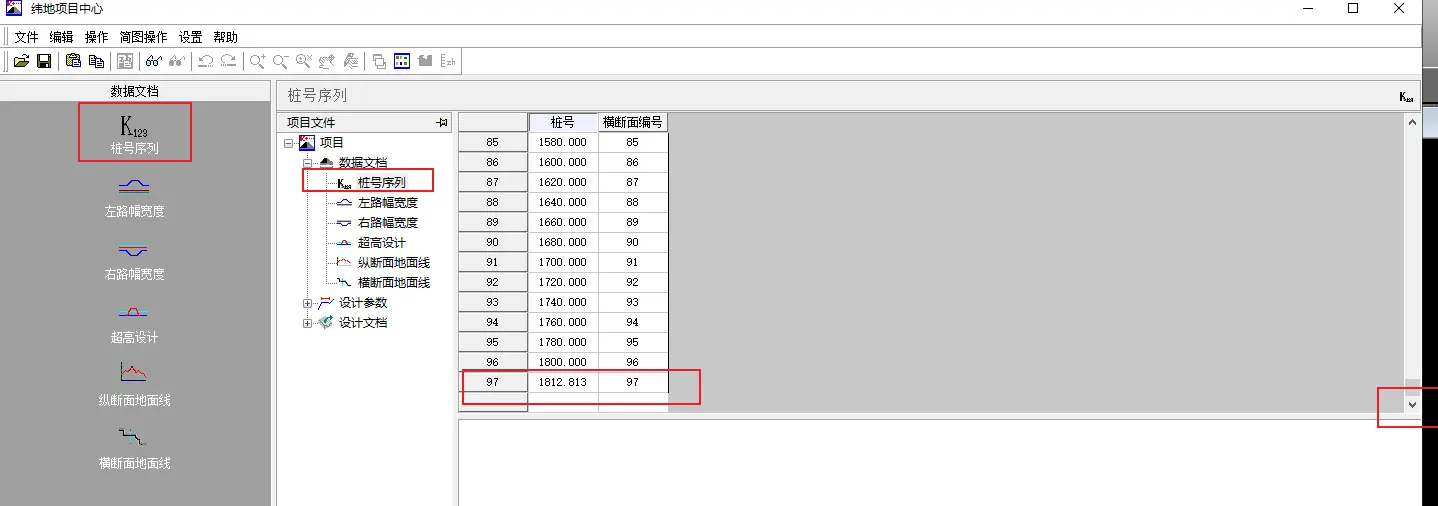 纬地项目中心
文件 编辑 操作 简图操作 设置 帮助
数据文档
K123
桩号序列
左路幅宽度
右路幅宽度
超高设计
纵断面地面线
横断面地面线
桩号序列 K123
项目文件
项目
数据文档
K123 桩号序列
左路幅宽度
右路幅宽度
超高设计
纵断面地面线
横断面地面线
设计参数
设计文档
桩号 横断面编号
85 1580.000 85
86 1600.000 86
87 1620.000 87
88 1640.000 88
89 1660.000 89
90 1680.000 90
91 1700.000 91
92 1720.000 92
93 1740.000 93
94 1760.000 94
95 1780.000 95
96 1800.000 96
97 1812.813 97